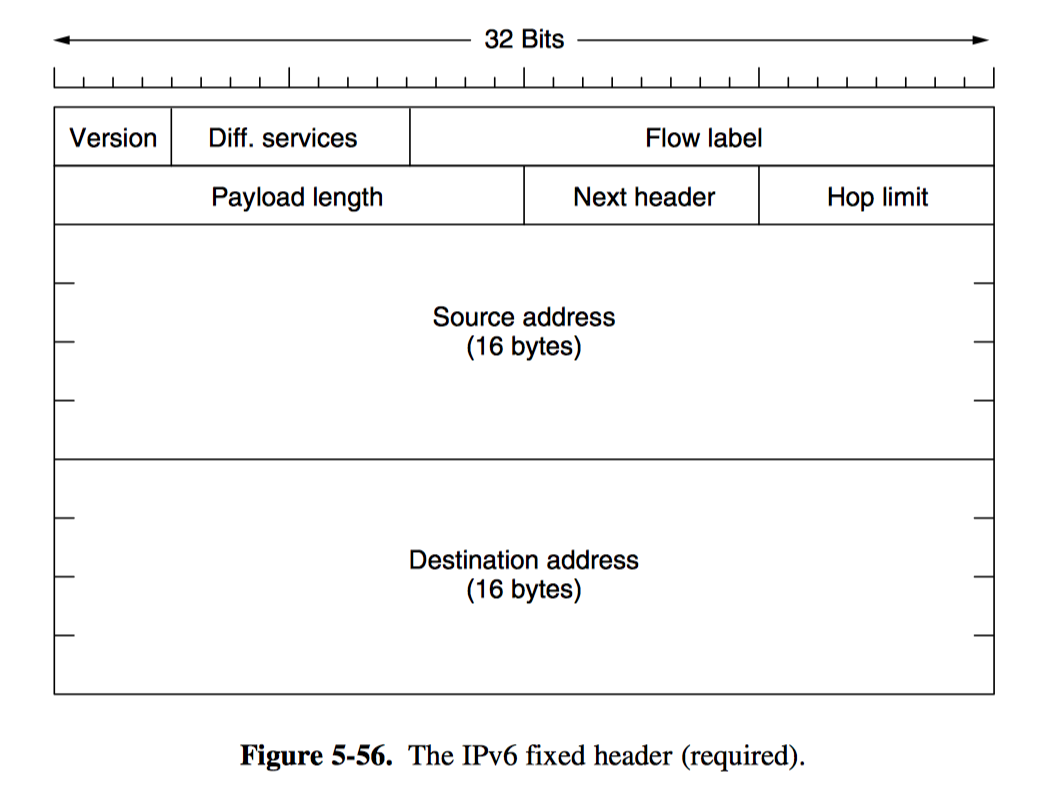 32 Bits
Version Diff. services Flow label
Payload length Next header Hop limit
Source address
(16 bytes)
Destination address
(16 bytes)
Figure 5-56. The IPv6 fixed header (required).